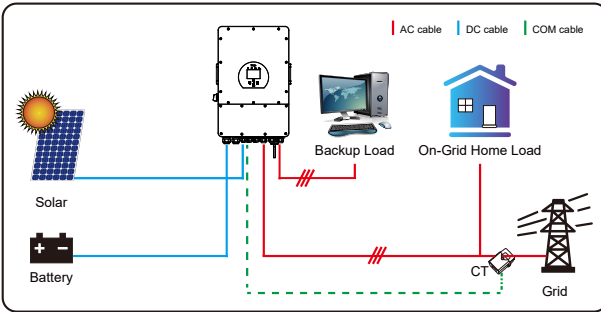 AC cable
DC cable
COM cable
Backup Load
On-Grid Home Load
Solar
Battery
CT
Grid